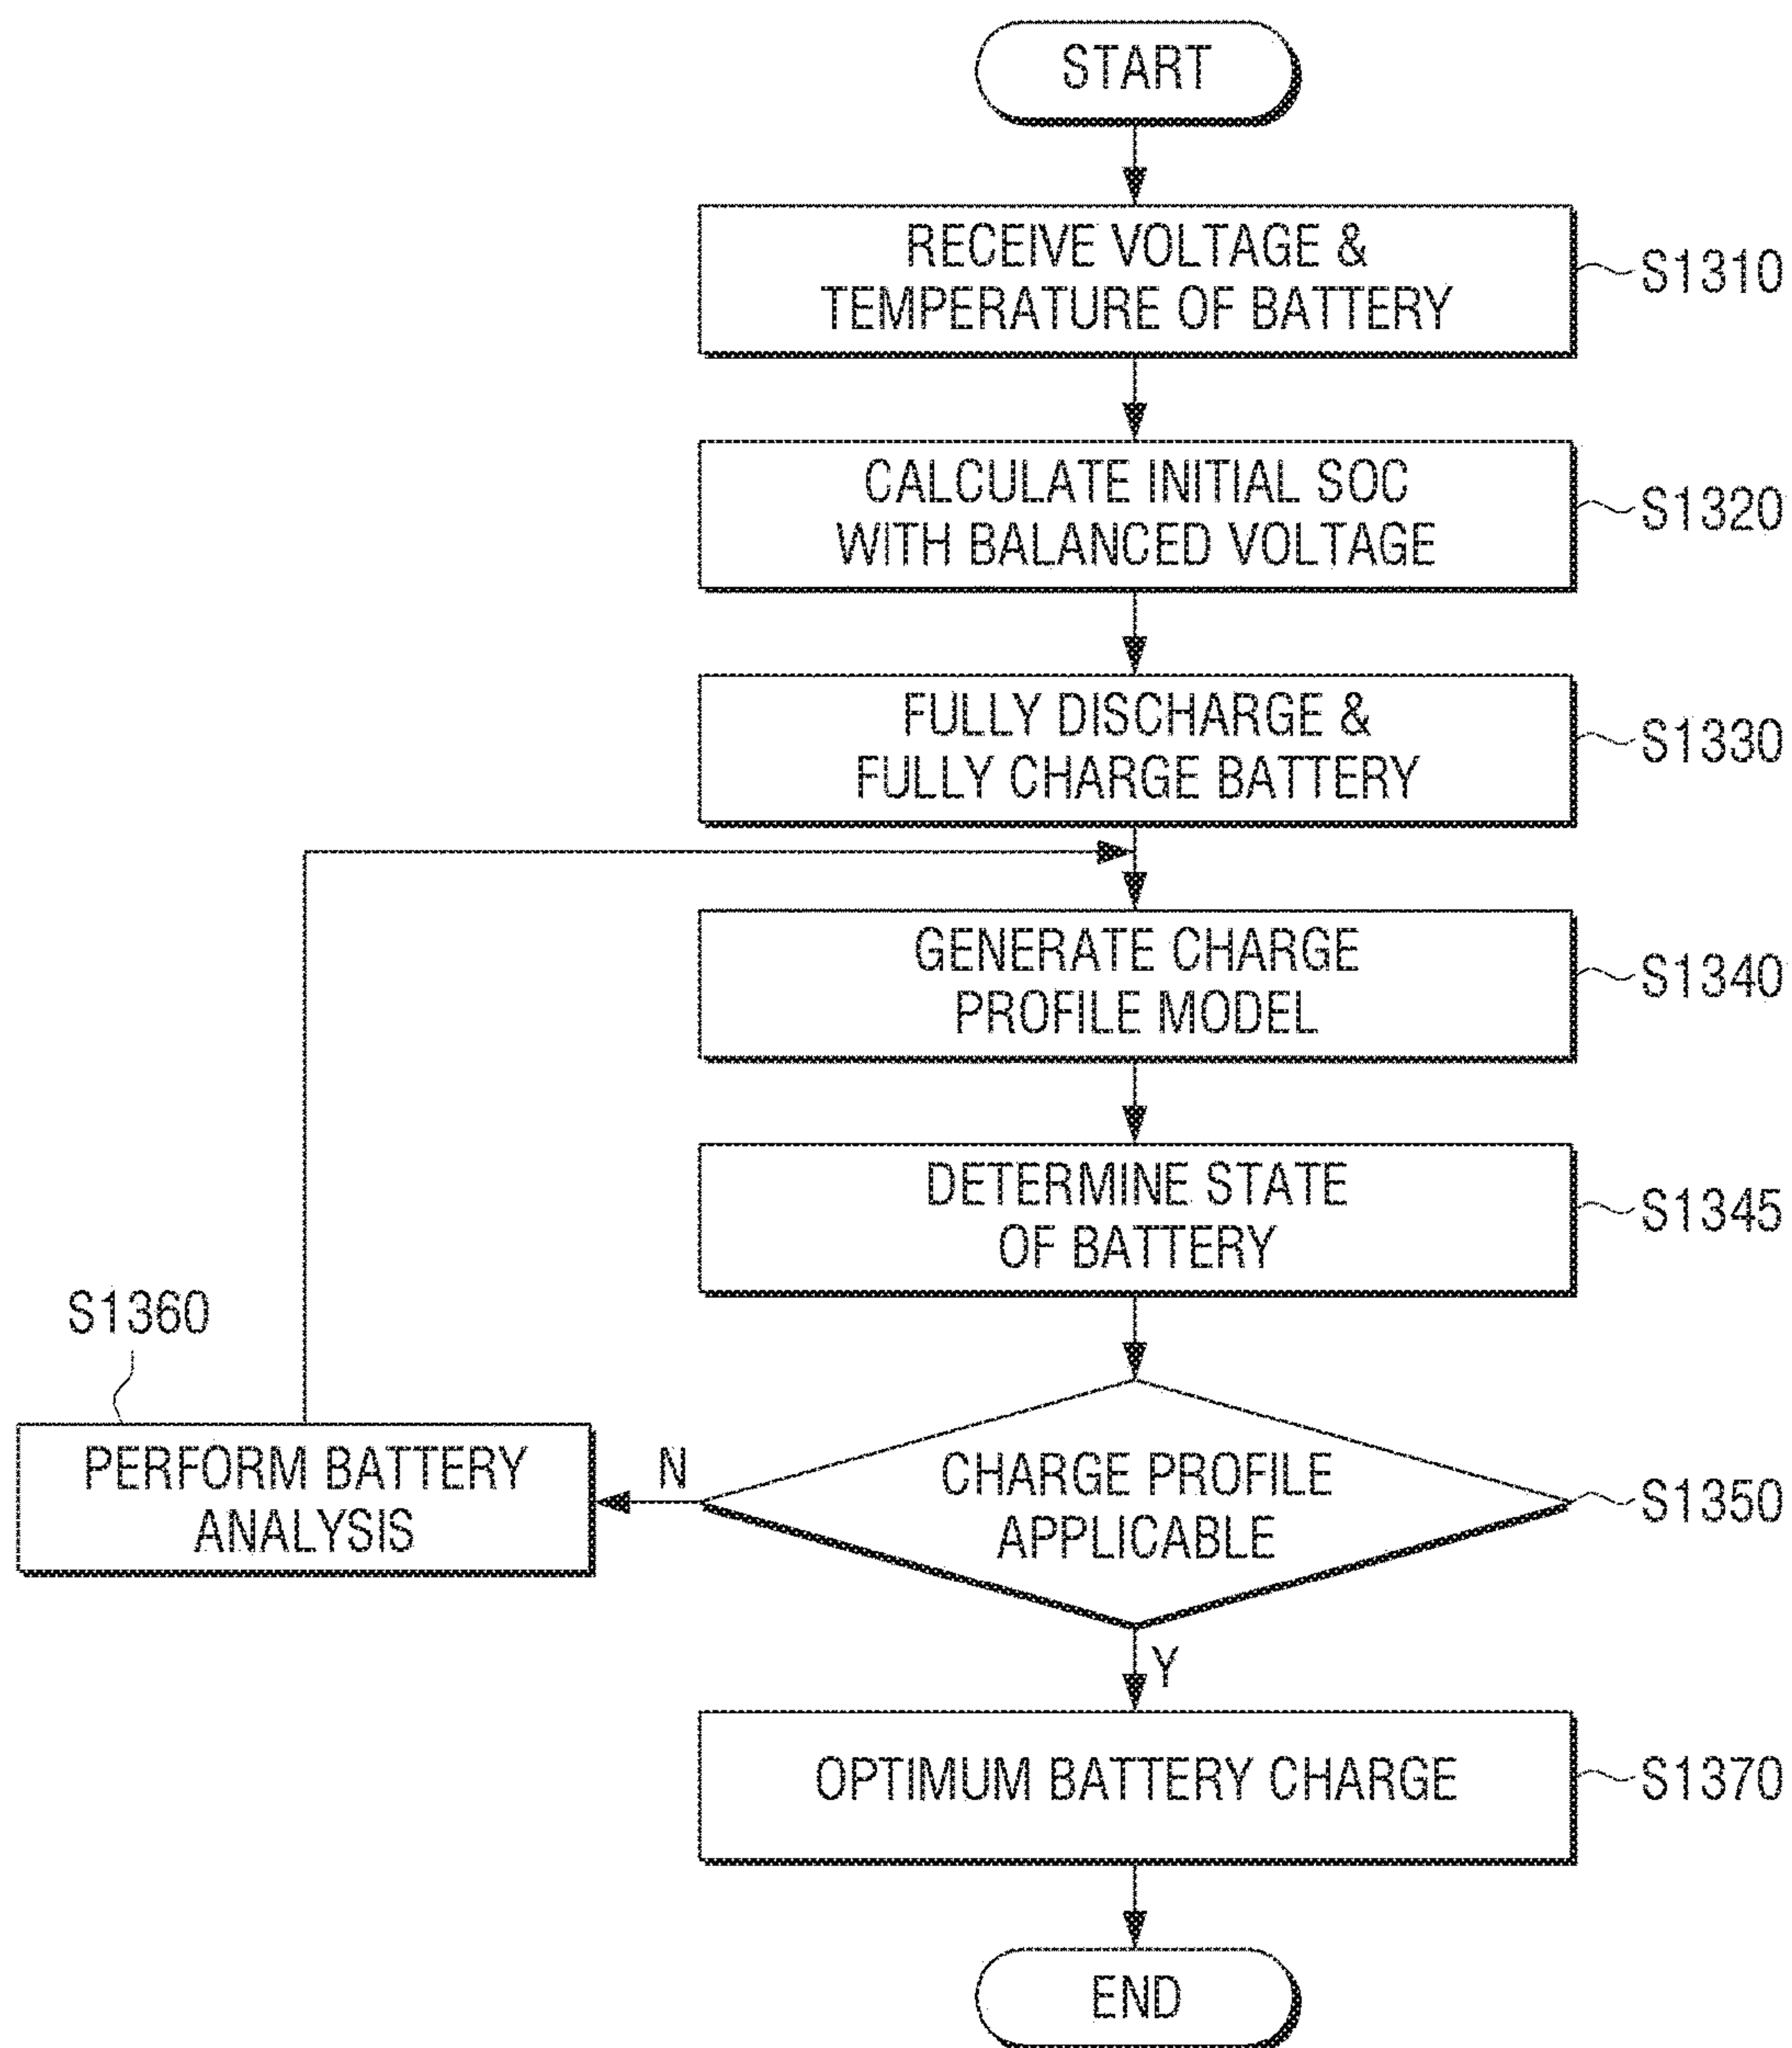 START
RECEIVE VOLTAGE &
TEMPERATURE OF BATTERY
S1310
CALCULATE INITIAL SOC
WITH BALANCED VOLTAGE
S1320
FULLY DISCHARGE &
FULLY CHARGE BATTERY
S1330
GENERATE CHARGE
PROFILE MODEL
S1340
DETERMINE STATE
OF BATTERY
S1345
S1360
PERFORM BATTERY
ANALYSIS
N
CHARGE PROFILE
APPLICABLE
S1350
Y
OPTIMUM BATTERY CHARGE
S1370
END